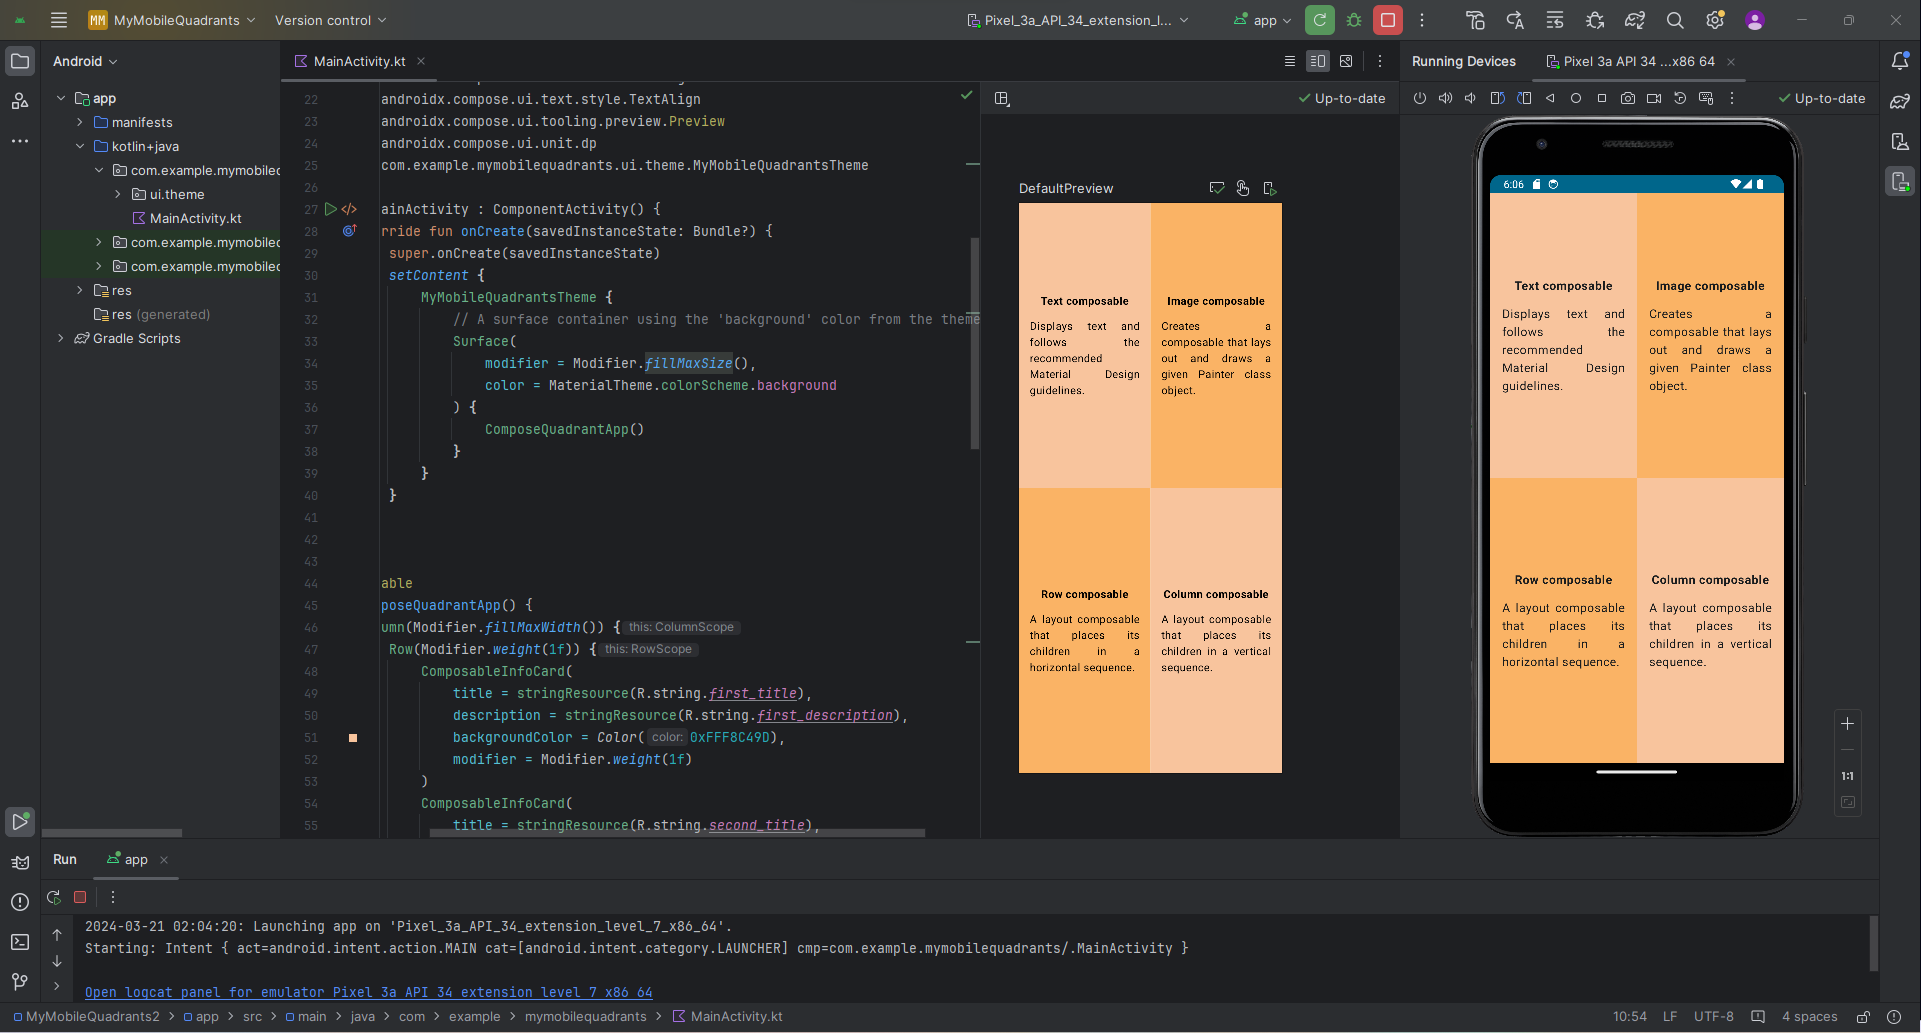 MM MyMobileQuadrants Version control Pixel_3a_API_34_extension_l... app
Android MainActivity.kt Running Devices Pixel 3a API 34 ...x86 64
app
manifests
kotlin+java
com.example.mymobilec
ui.theme
MainActivity.kt
com.example.mymobilec
com.example.mymobilec
res
res (generated)
Gradle Scripts
22 androidx.compose.ui.text.style.TextAlign
23 androidx.compose.ui.tooling.preview.Preview
24 androidx.compose.ui.unit.dp
25 com.example.mymobilequadrants.ui.theme.MyMobileQuadrantsTheme
26
27 ainActivity : ComponentActivity() {
28 rride fun onCreate(savedInstanceState: Bundle?) {
29 super.onCreate(savedInstanceState)
30 setContent {
31 MyMobileQuadrantsTheme {
32 // A surface container using the 'background' color from the theme
33 Surface(
34 modifier = Modifier.fillMaxSize(),
35 color = MaterialTheme.colorScheme.background
36 ) {
37 ComposeQuadrantApp()
38 }
39 }
40 }
41
42
43
44 able
45 poseQuadrantApp() {
46 umn(Modifier.fillMaxWidth()) { this: ColumnScope
47 Row(Modifier.weight(1f)) { this: RowScope
48 ComposableInfoCard(
49 title = stringResource(R.string.first_title),
50 description = stringResource(R.string.first_description),
51 backgroundColor = Color( color: 0xFFF8C49D),
52 modifier = Modifier.weight(1f)
53 )
54 ComposableInfoCard(
55 title = stringResource(R.string.second_title),
Up-to-date
DefaultPreview
Text composable
Displays text and
follows the
recommended
Material Design
guidelines.
Image composable
Creates a
composable that lays
out and draws a
given Painter class
object.
Row composable
A layout composable
that places its
children in a
horizontal sequence.
Column composable
A layout composable
that places its
children in a vertical
sequence.
Up-to-date
6:06
Text composable
Displays text and
follows the
recommended
Material Design
guidelines.
Image composable
Creates a
composable that lays
out and draws a
given Painter class
object.
Row composable
A layout composable
that places its
children in a
horizontal sequence.
Column composable
A layout composable
that places its
children in a vertical
sequence.
1:1
Run app
2024-03-21 02:04:20: Launching app on 'Pixel_3a_API_34_extension_level_7_x86_64'.
Starting: Intent { act=android.intent.action.MAIN cat=[android.intent.category.LAUNCHER] cmp=com.example.mymobilequadrants/.MainActivity }
Open logcat panel for emulator Pixel 3a API 34 extension level 7 x86 64
MyMobileQuadrants2 > app > src > main > java > com > example > mymobilequadrants > MainActivity.kt 10:54 LF UTF-8 4 spaces